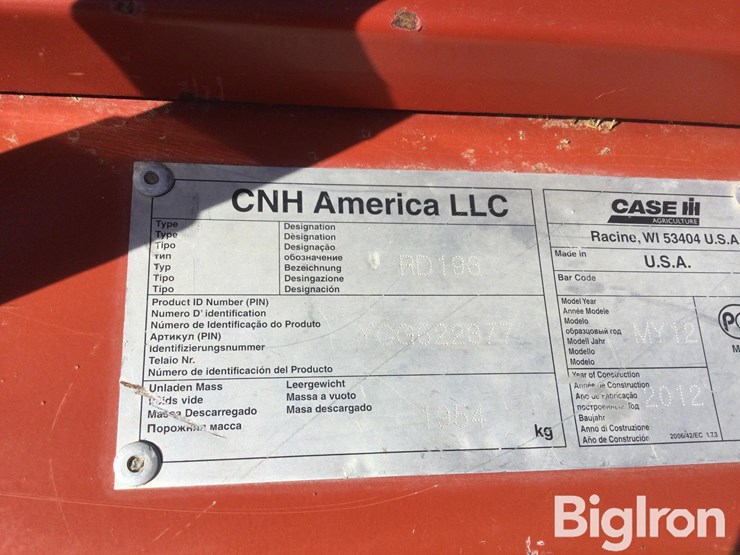 CNH America LLC
Type Designation
Type Désignation
Tipo Designação
тип обозначение
Typ Bezeichnung
Tipo Desingazione
Tipo Designación
RD193
Product ID Number (PIN)
Numero D' identification
Número de Identificação do Produto
Артикул (PIN)
Identifizierungsnummer
Telaio Nr.
Número de identificación del Producto
Unladen Mass Leergewicht
Poids vide Massa a vuoto
Massa Descarregado Masa descargado
Порожняя масса
kg
CASE IH
AGRICULTURE
Racine, WI 53404 U.S.A
Made in
U.S.A.
Bar Code
Model Year
Année Modele
Modelo
образцовый год
Modell Jahr
Modello
Modelo
MY12
Year of Construction
Année de Construction
Ano de Fabricação
построенный Год
Baujahr
Anno di Costruzione
Año de Construción
2012
2006/42/EC 1.7.3
BigIron